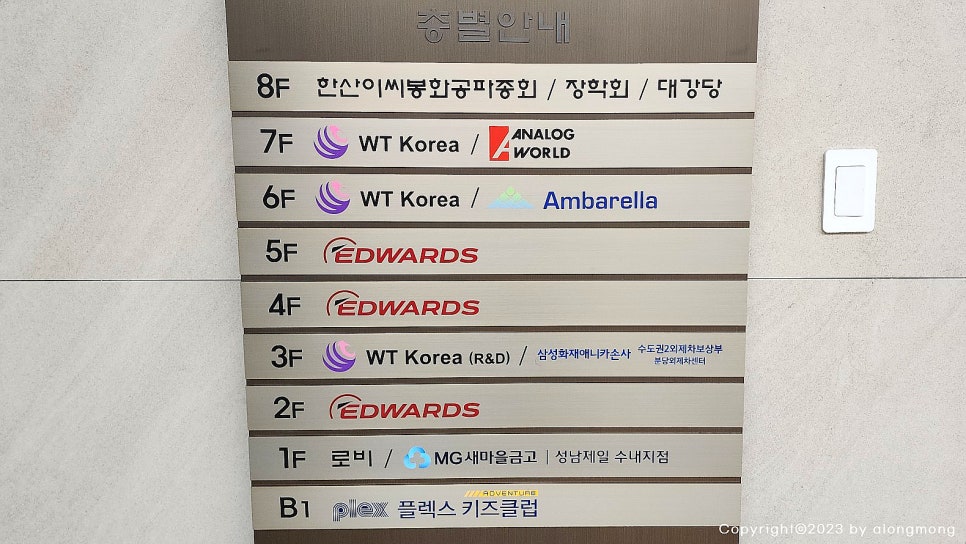 층별안내
8F 한산이씨봉화공파종회 / 장학회 / 대강당
7F WT Korea / ANALOG WORLD
6F WT Korea / Ambarella
5F EDWARDS
4F EDWARDS
3F WT Korea (R&D) / 삼성화재애니카손사 수도권2외제차보상부 분당외제차센터
2F EDWARDS
1F 로비 / MG새마을금고 | 성남제일 수내지점
B1 plex 플렉스 키즈클럽 ADVENTURE
Copyright©2023 by alongmong